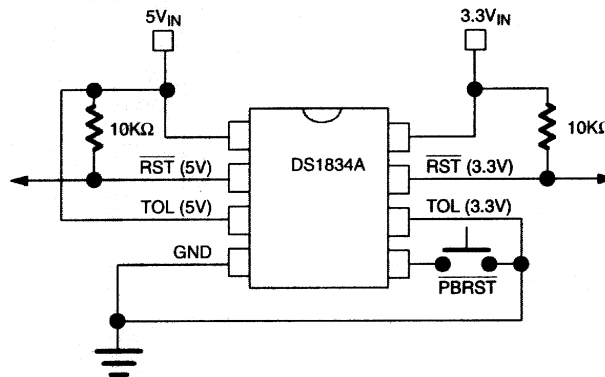 5VIN
3.3VIN
10KΩ
DS1834A
10KΩ
RST (5V)
RST (3.3V)
TOL (5V)
TOL (3.3V)
GND
PBRST